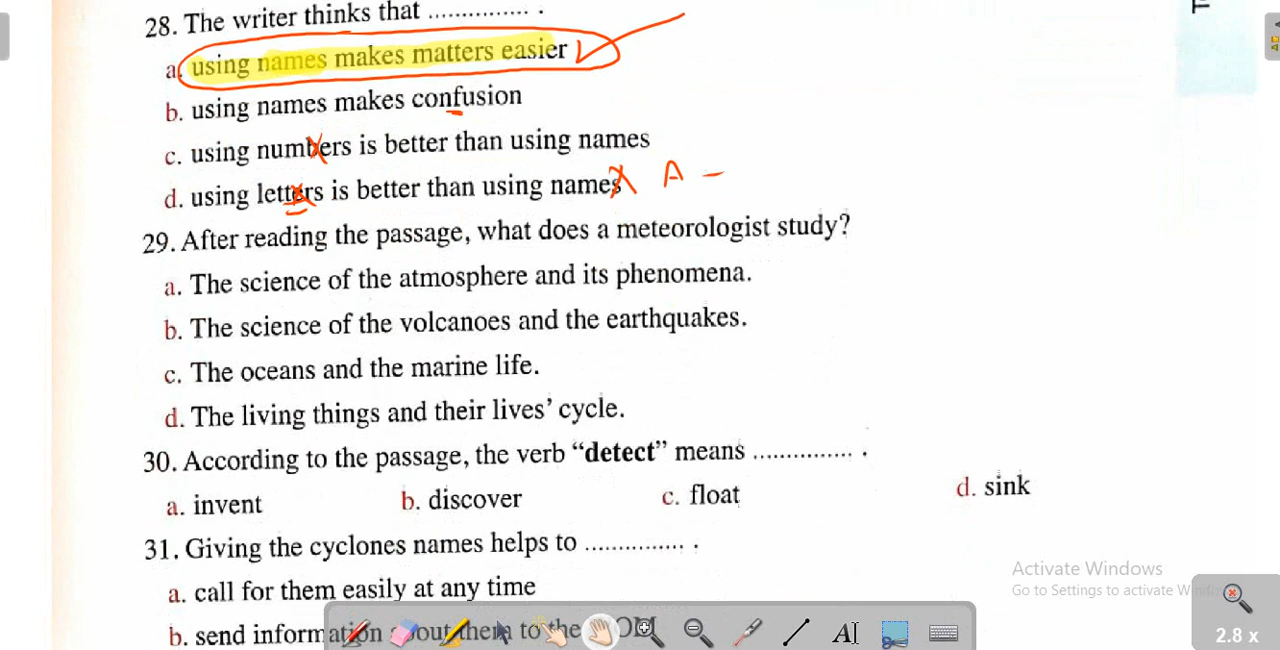 28. The writer thinks that ............... .
a. using names makes matters easier
b. using names makes confusion
c. using numbers is better than using names
d. using letters is better than using names A –
29. After reading the passage, what does a meteorologist study?
a. The science of the atmosphere and its phenomena.
b. The science of the volcanoes and the earthquakes.
c. The oceans and the marine life.
d. The living things and their lives’ cycle.
30. According to the passage, the verb “detect” means ............... .
a. invent b. discover c. float d. sink
31. Giving the cyclones names helps to ............... .
a. call for them easily at any time
b. send information about them to the
Activate Windows
Go to Settings to activate
AI
2.8 x